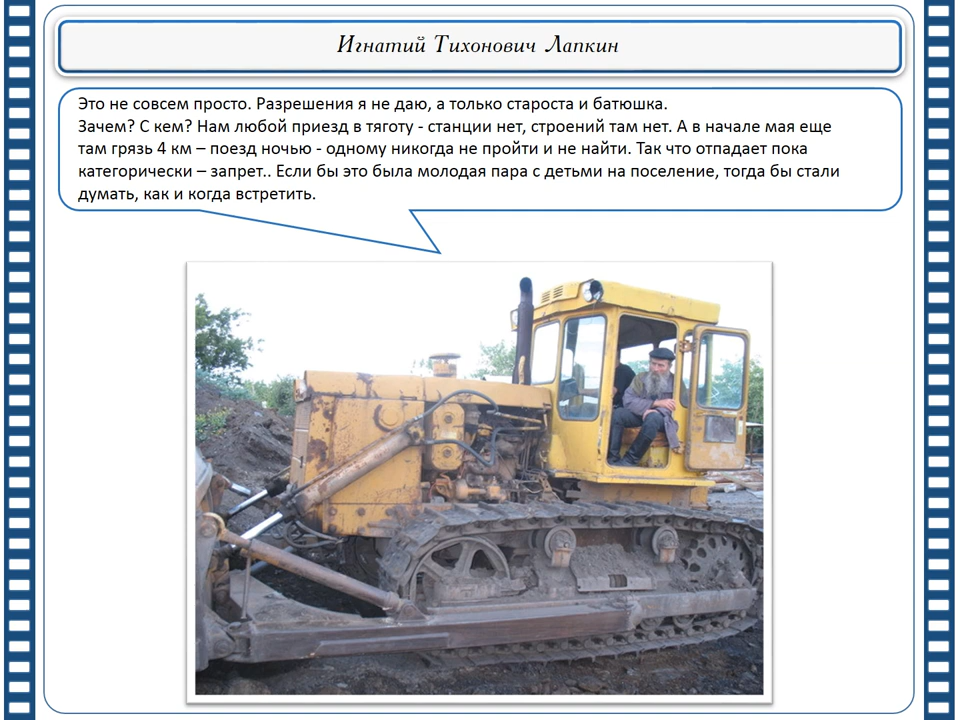 Игнатий Тихонович Лапкин
Это не совсем просто. Разрешения я не даю, а только староста и батюшка.
Зачем? С кем? Нам любой приезд в тяготу - станции нет, строений там нет. А в начале мая еще
там грязь 4 км – поезд ночью - одному никогда не пройти и не найти. Так что отпадает пока
категорически – запрет.. Если бы это была молодая пара с детьми на поселение, тогда бы стали
думать, как и когда встретить.